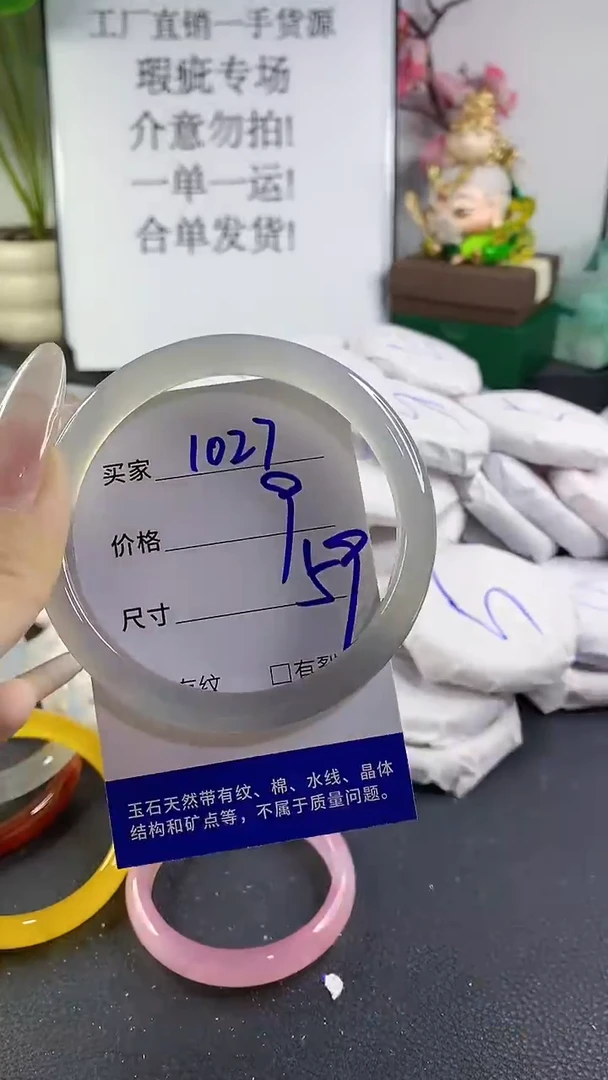 工厂直销一手货源
瑕疵专场
介意勿拍!
一单一运!
合单发货!
买家 1027
价格 9
尺寸 59
有纹 □有裂
玉石天然带有纹、棉、水线、晶体
结构和矿点等，不属于质量问题。